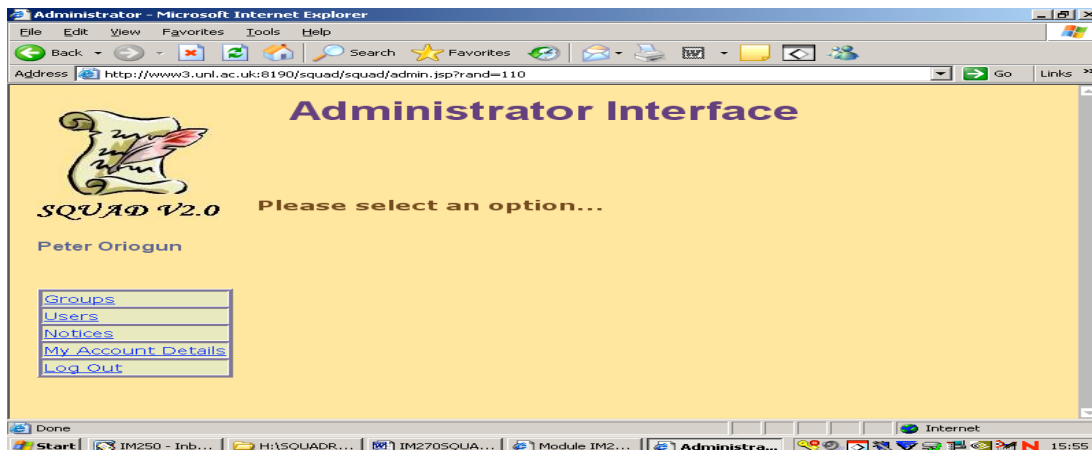 Administrator - Microsoft Internet Explorer
File Edit View Favorites Tools Help
Back Search Favorites
Address http://www3.unl.ac.uk:8190/squad/squad/admin.jsp?rand=110 Go Links »
Administrator Interface
SQUAD V2.0
Please select an option...
Peter Oriogun
Groups
Users
Notices
My Account Details
Log Out
Done Internet
Start IM250 - Inb... H:\SQUADR... IM270SQUA... Module IM2... Administra... 15:55